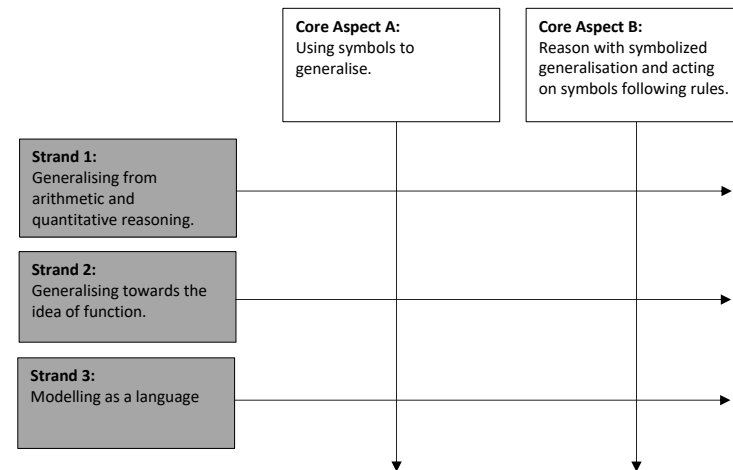 Core Aspect A:
Using symbols to
generalise.
Core Aspect B:
Reason with symbolized
generalisation and acting
on symbols following rules.
Strand 1:
Generalising from
arithmetic and
quantitative reasoning.
Strand 2:
Generalising towards the
idea of function.
Strand 3:
Modelling as a language